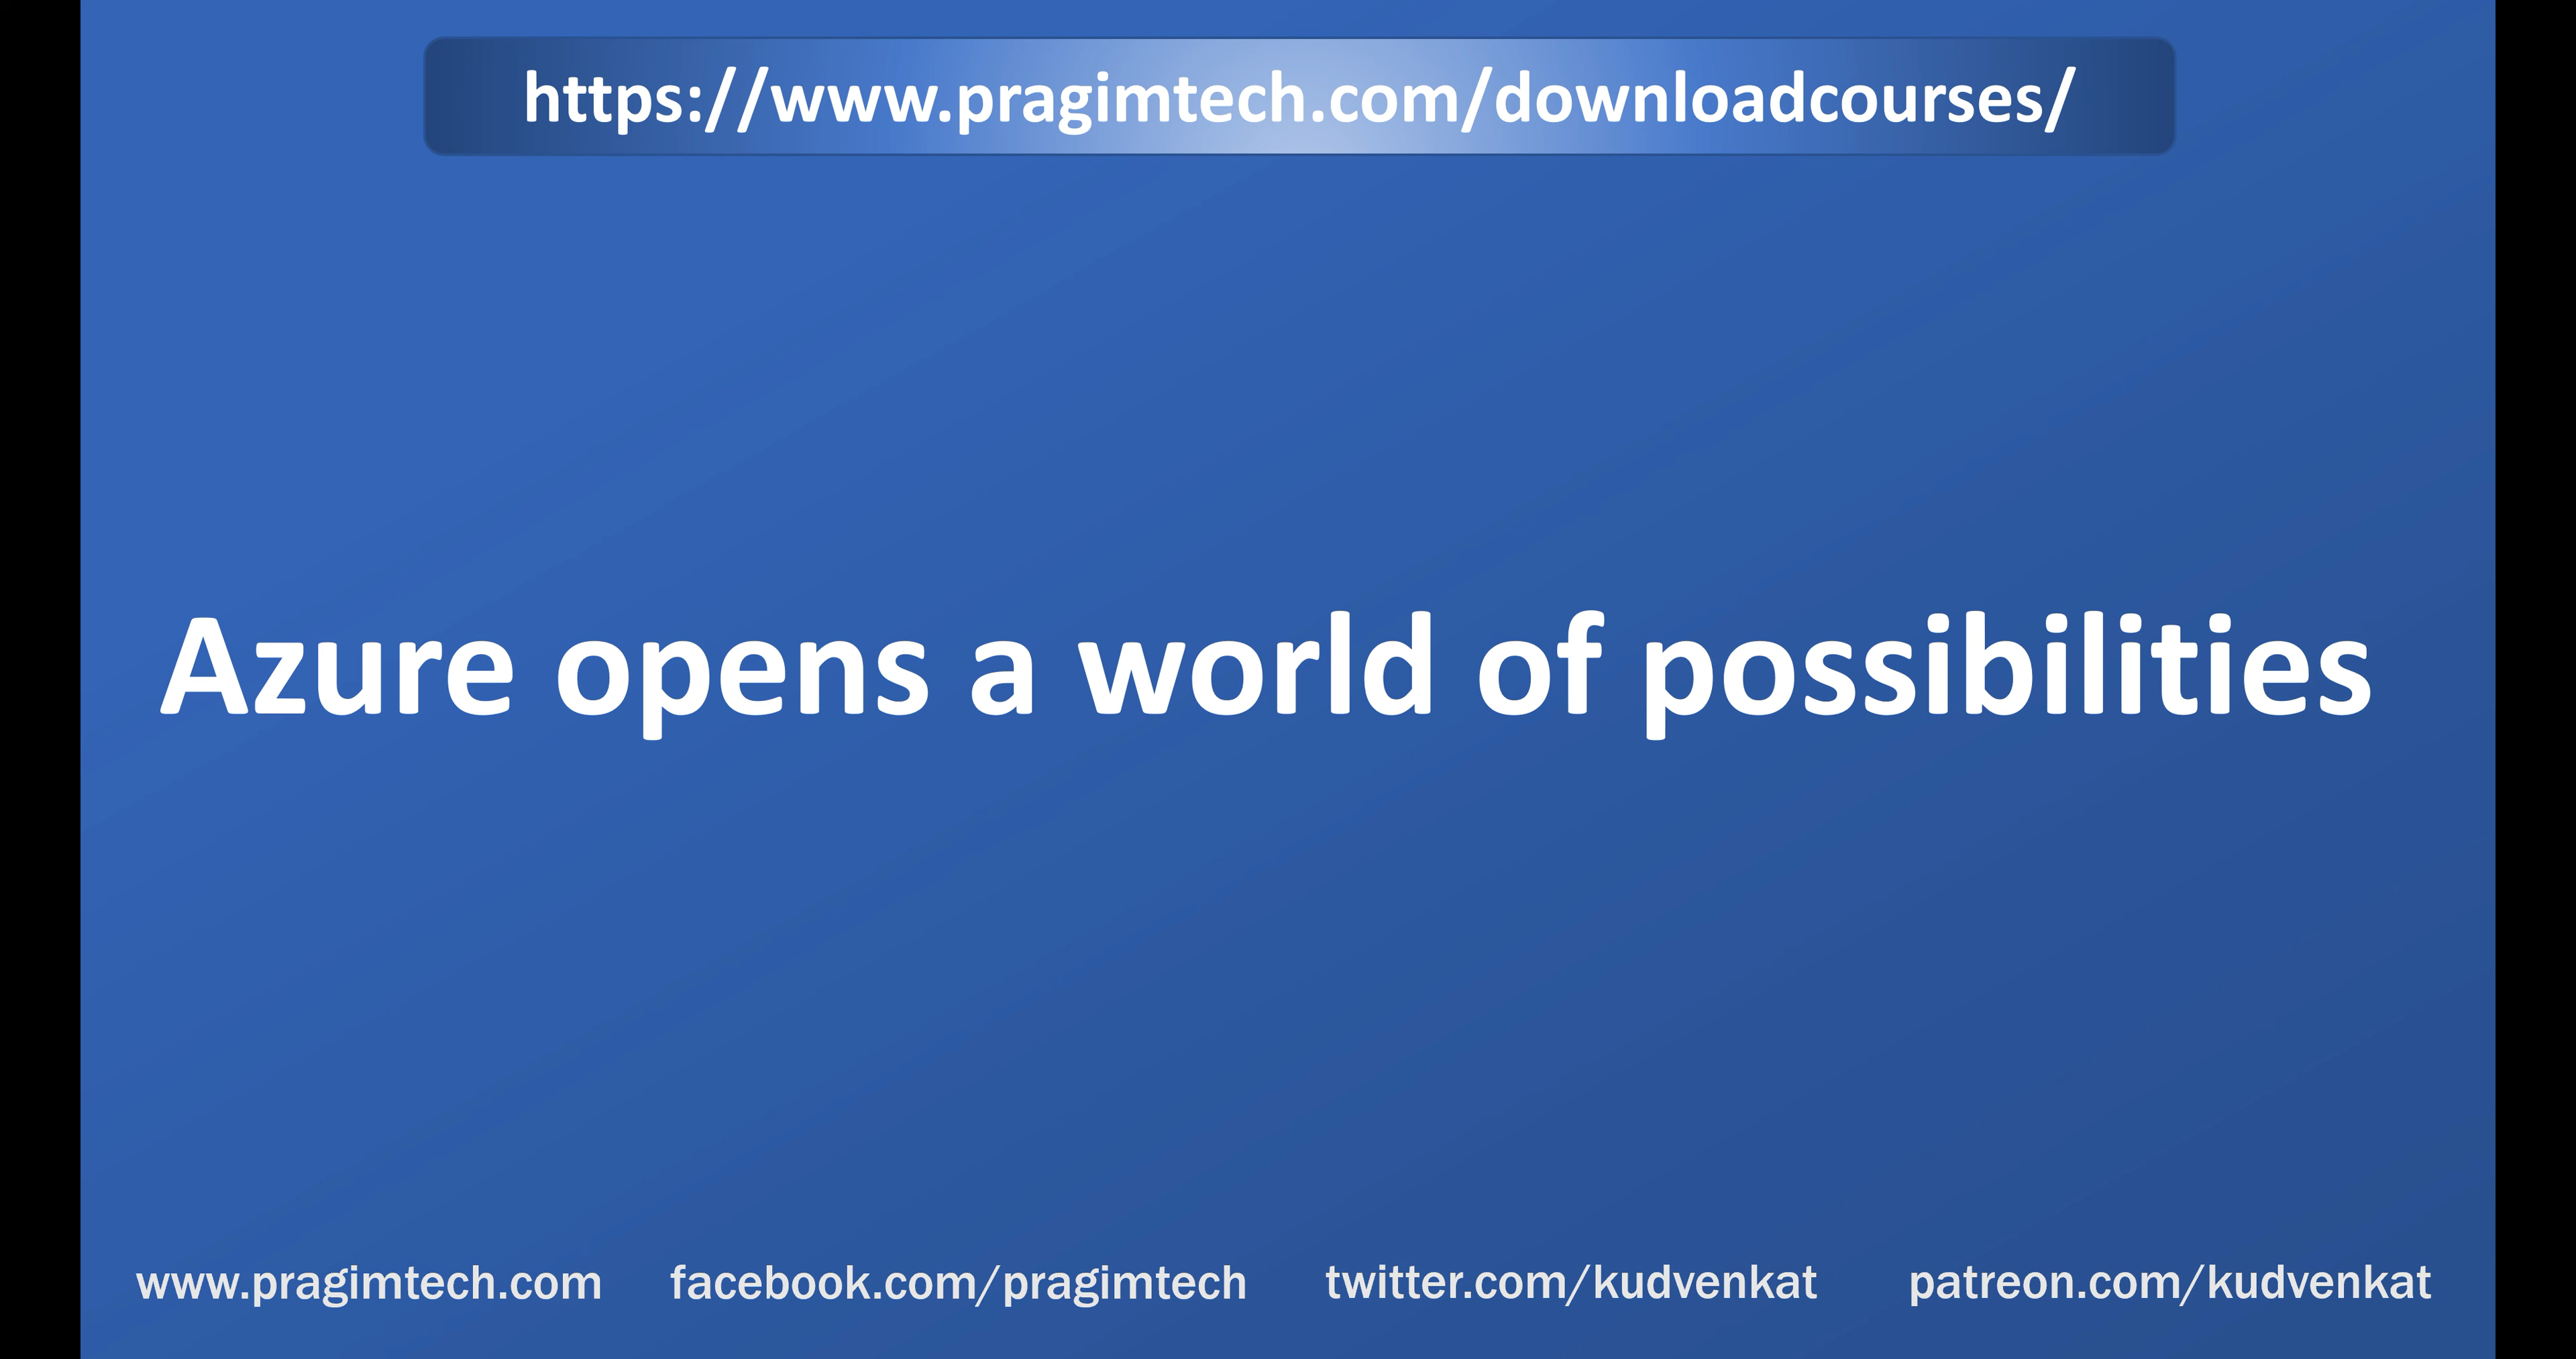 https://www.pragimtech.com/downloadcourses/
Azure opens a world of possibilities
www.pragimtech.com facebook.com/pragimtech twitter.com/kudvenkat patreon.com/kudvenkat